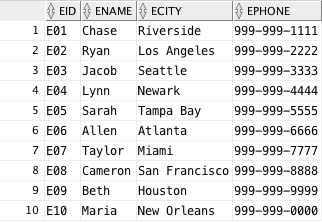 EID ENAME ECITY EPHONE
1 E01 Chase Riverside 999-999-1111
2 E02 Ryan Los Angeles 999-999-2222
3 E03 Jacob Seattle 999-999-3333
4 E04 Lynn Newark 999-999-4444
5 E05 Sarah Tampa Bay 999-999-5555
6 E06 Allen Atlanta 999-999-6666
7 E07 Taylor Miami 999-999-7777
8 E08 Cameron San Francisco 999-999-8888
9 E09 Beth Houston 999-999-9999
10 E10 Maria New Orleans 999-999-0000